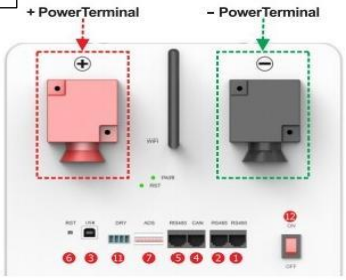 + PowerTerminal
- PowerTerminal
+
−
WiFi
PWR
RST
RST
USB
DRY
ADS
RS485 CAN RS485 RS485
ON
OFF
6 3 11 7 5 4 2 1
12